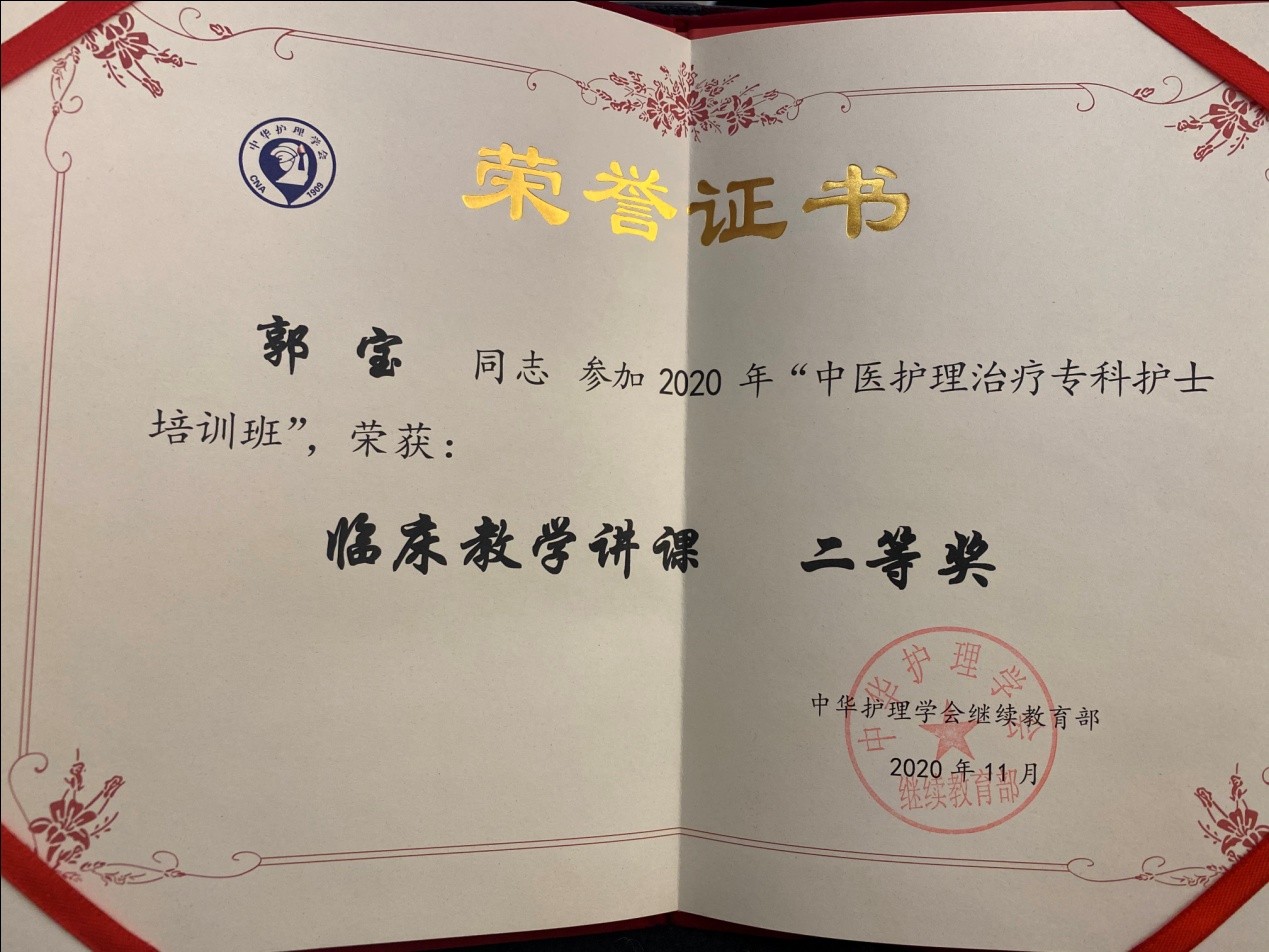 中华护理学会
CNA 1909
荣誉证书
郭宝 同志 参加 2020 年“中医护理治疗专科护士
培训班”，荣获：
临床教学讲课 二等奖
中华护理学会继续教育部
2020 年 11 月
中华护理学会
继续教育部